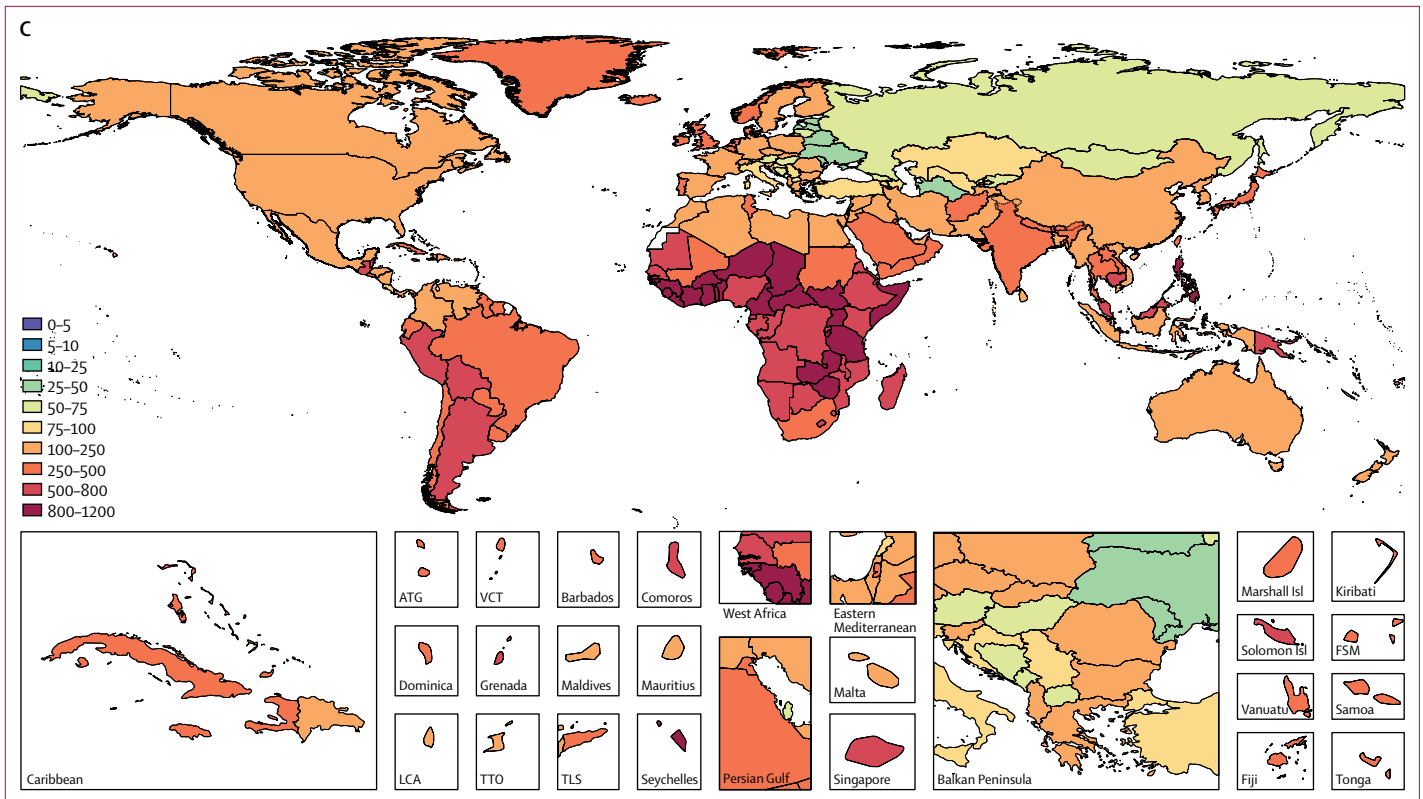 C
0–5
5–10
10–25
25–50
50–75
75–100
100–250
250–500
500–800
800–1200
Caribbean
ATG
VCT
Barbados
Comoros
West Africa
Eastern
Mediterranean
Dominica
Grenada
Maldives
Mauritius
Malta
LCA
TTO
TLS
Seychelles
Persian Gulf
Singapore
Balkan Peninsula
Marshall Isl
Kiribati
Solomon Isl
FSM
Vanuatu
Samoa
Fiji
Tonga